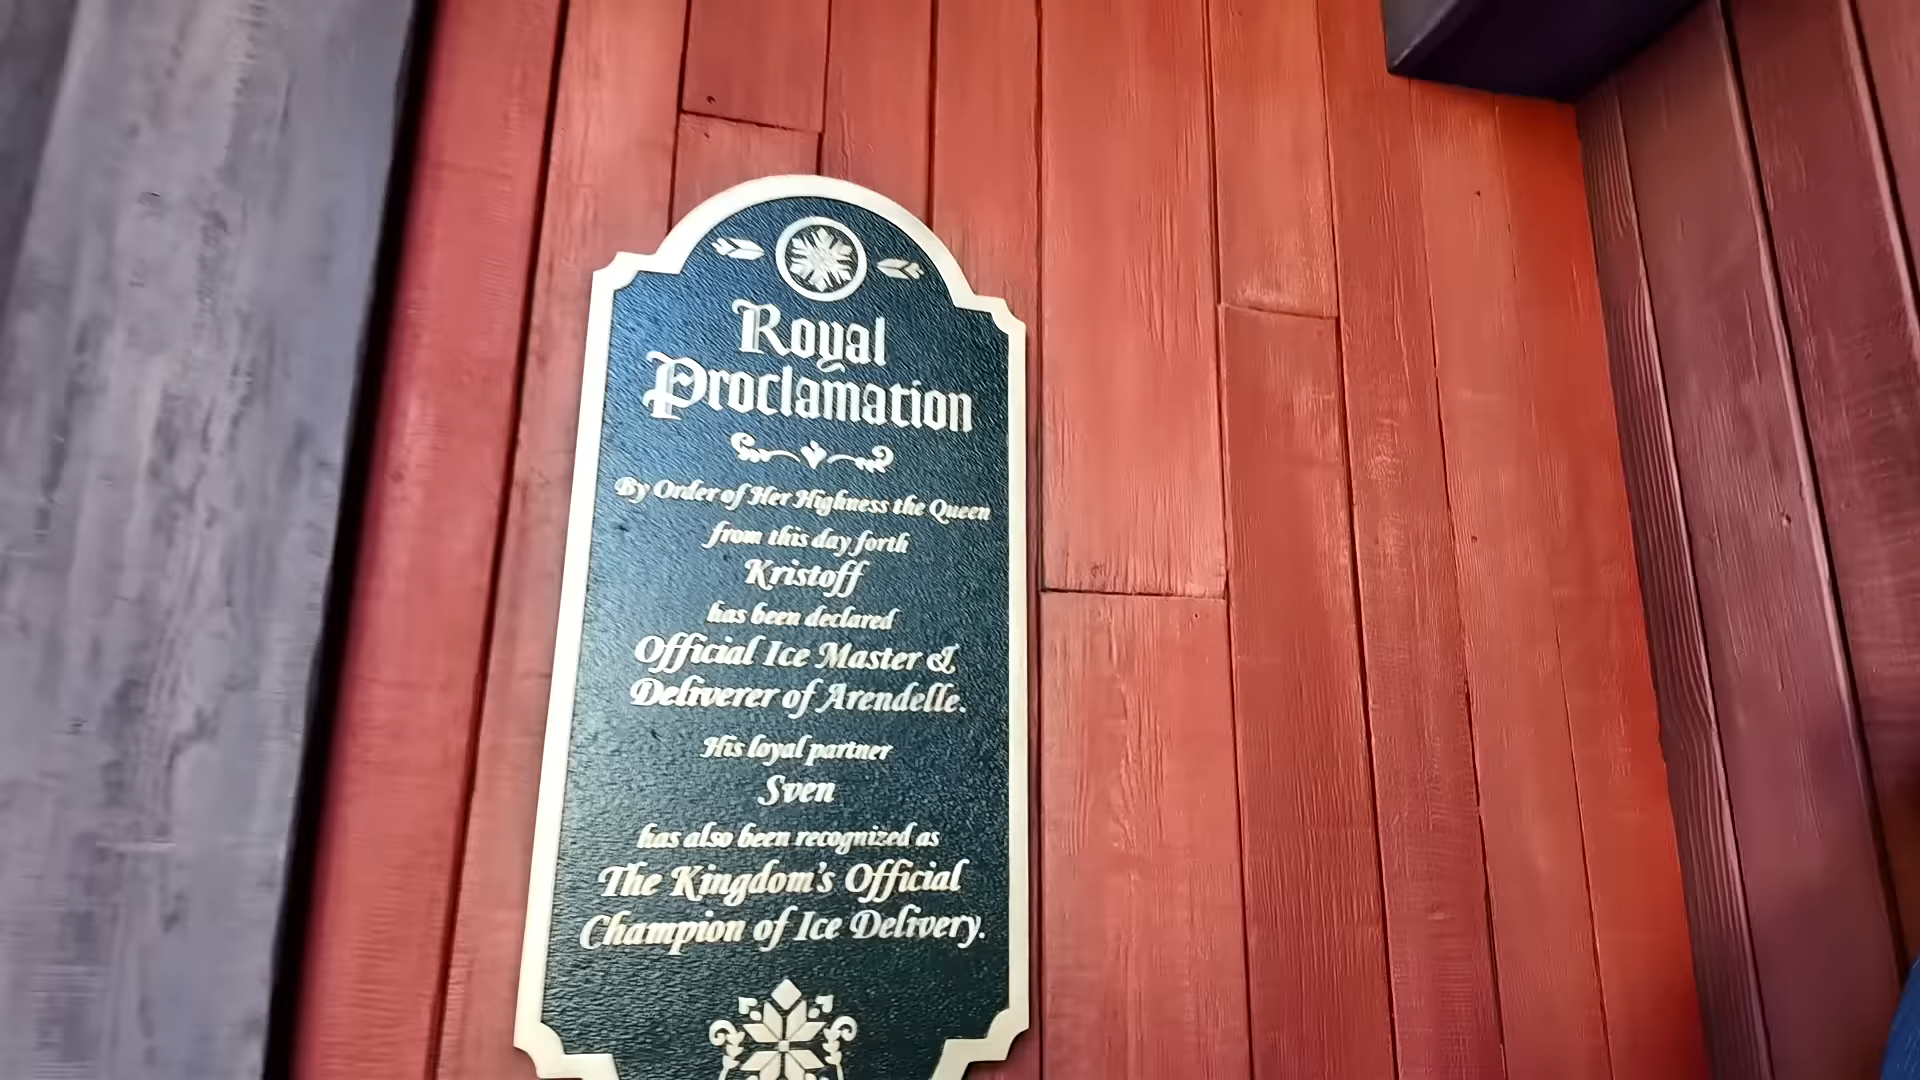 Royal
Proclamation
By Order of Her Highness the Queen
from this day forth
Kristoff
has been declared
Official Ice Master &
Deliverer of Arendelle.
His loyal partner
Sven
has also been recognized as
The Kingdom's Official
Champion of Ice Delivery.